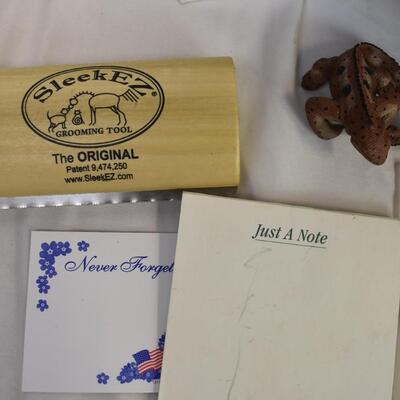 SleekEZ®
GROOMING TOOL
The ORIGINAL
Patent 9,474,250
www.SleekEZ.com
Never Forget
Just A Note